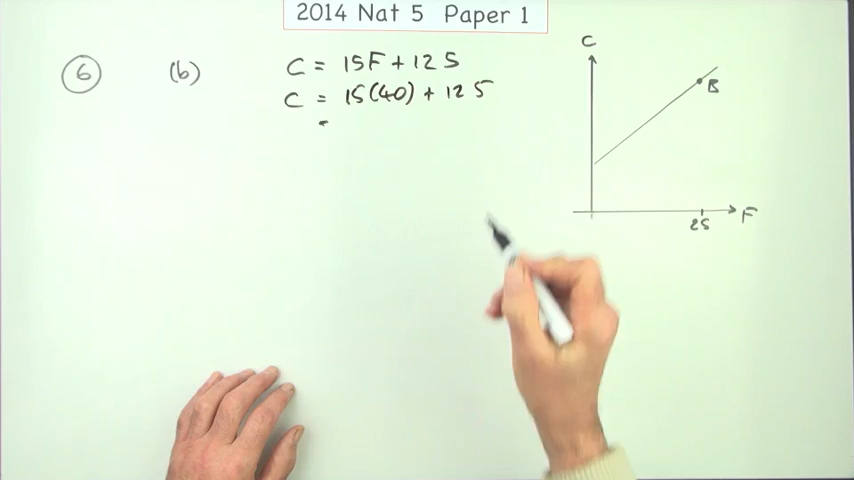 2014 Nat 5 Paper 1
6 (b) C = 15F + 125
C = 15(40) + 125
=
C
B
25
F